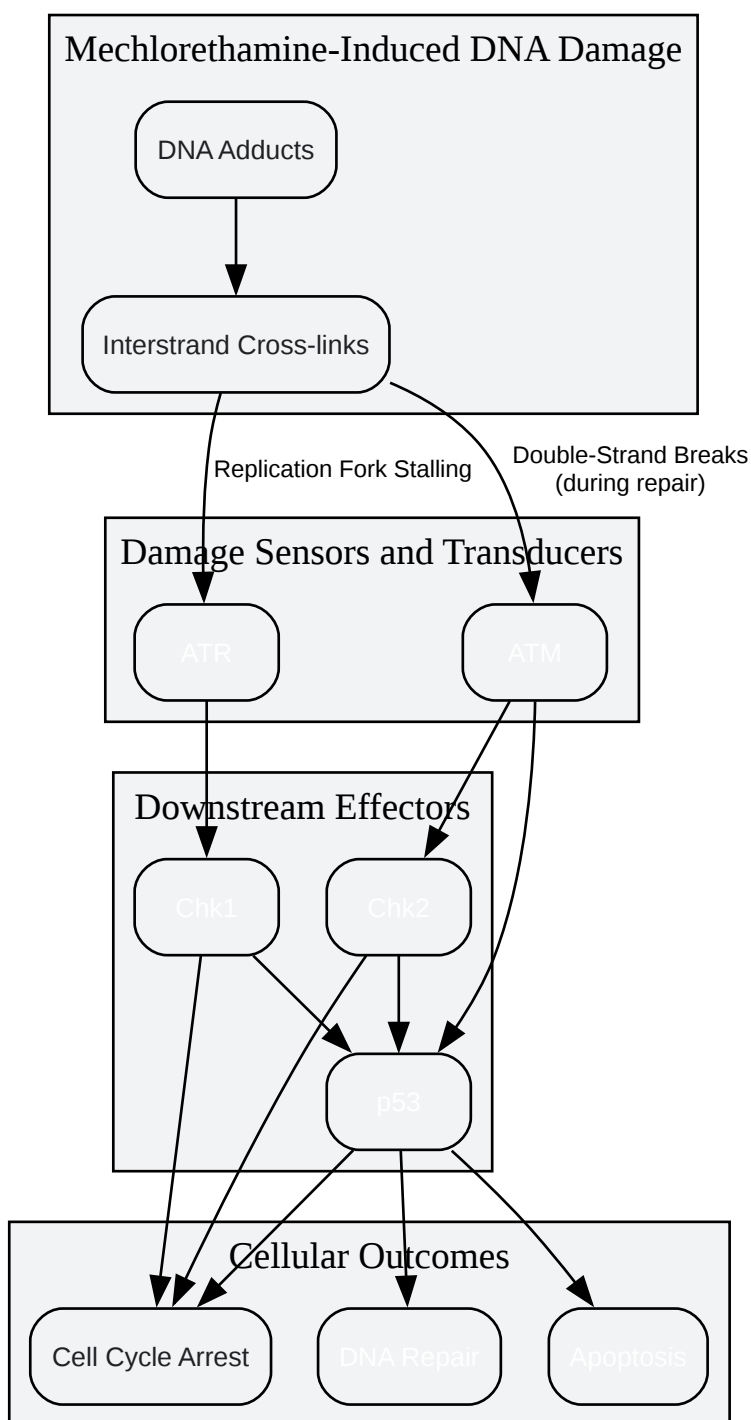 Mechlorethamine-Induced DNA Damage
DNA Adducts
Interstrand Cross-links
Replication Fork Stalling
Double-Strand Breaks
(during repair)
Damage Sensors and Transducers
ATR
ATM
Downstream Effectors
Chk1
Chk2
p53
Cellular Outcomes
Cell Cycle Arrest
DNA Repair
Apoptosis